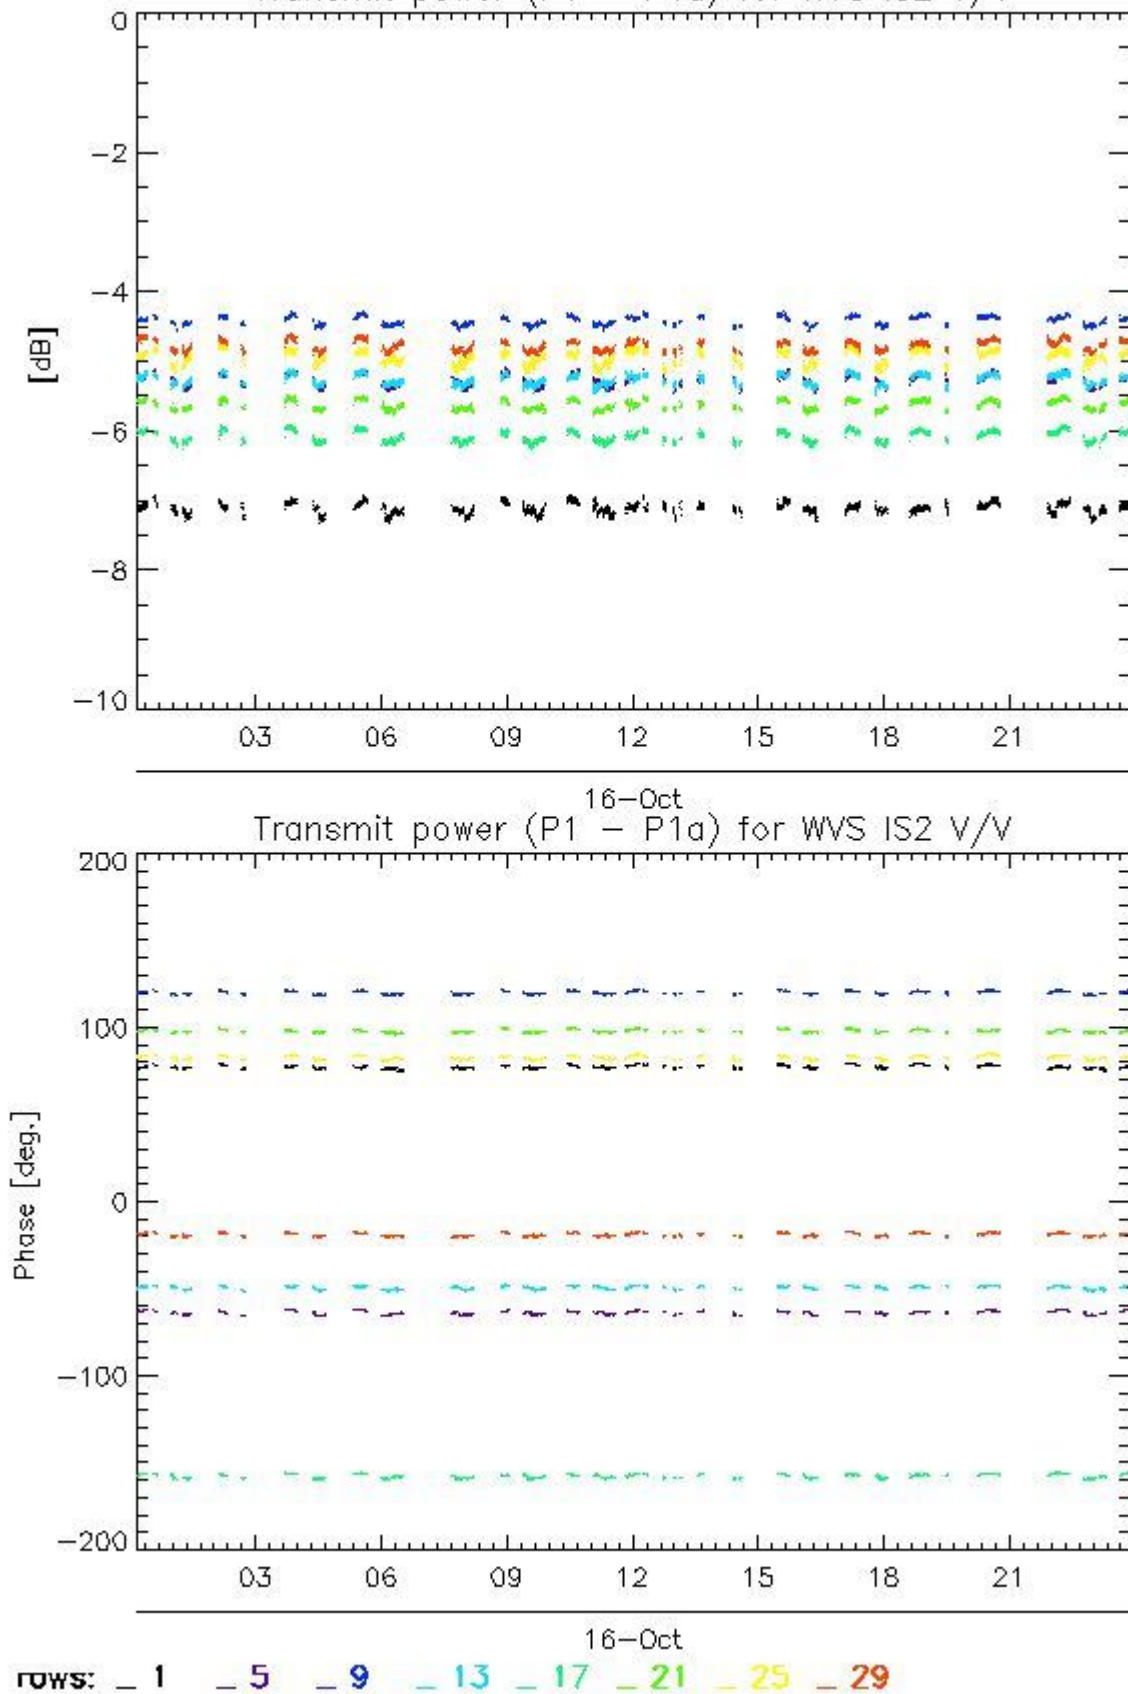 0
-2
-4
[dB]
-6
-8
-10
03 06 09 12 15 18 21
16-Oct
Transmit power (P1 - P1a) for WVS IS2 V/V
200
100
0
Phase [deg.]
-100
-200
03 06 09 12 15 18 21
16-Oct
rows: _ 1 _ 5 _ 9 _ 13 _ 17 _ 21 _ 25 _ 29